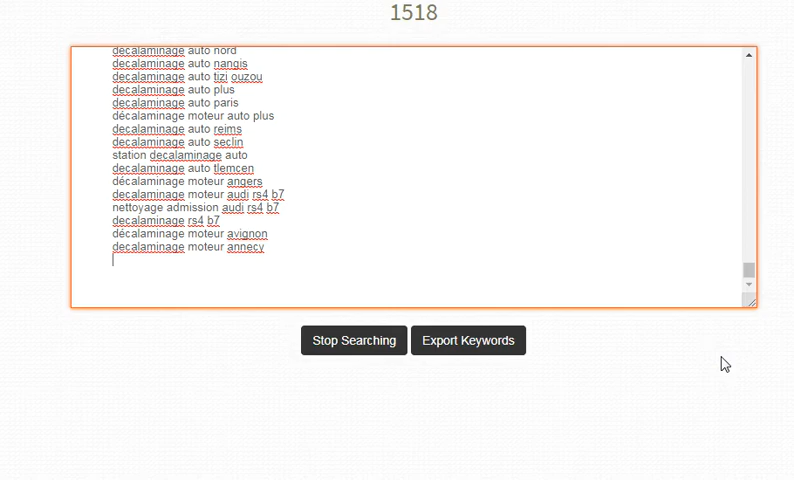 1518
decalaminage auto nord
decalaminage auto nangis
decalaminage auto tizi ouzou
decalaminage auto plus
decalaminage auto paris
décalaminage moteur auto plus
decalaminage auto reims
decalaminage auto seclin
station decalaminage auto
decalaminage auto tlemcen
décalaminage moteur angers
decalaminage moteur audi rs4 b7
nettoyage admission audi rs4 b7
decalaminage rs4 b7
décalaminage moteur avignon
decalaminage moteur annecy
Stop Searching Export Keywords